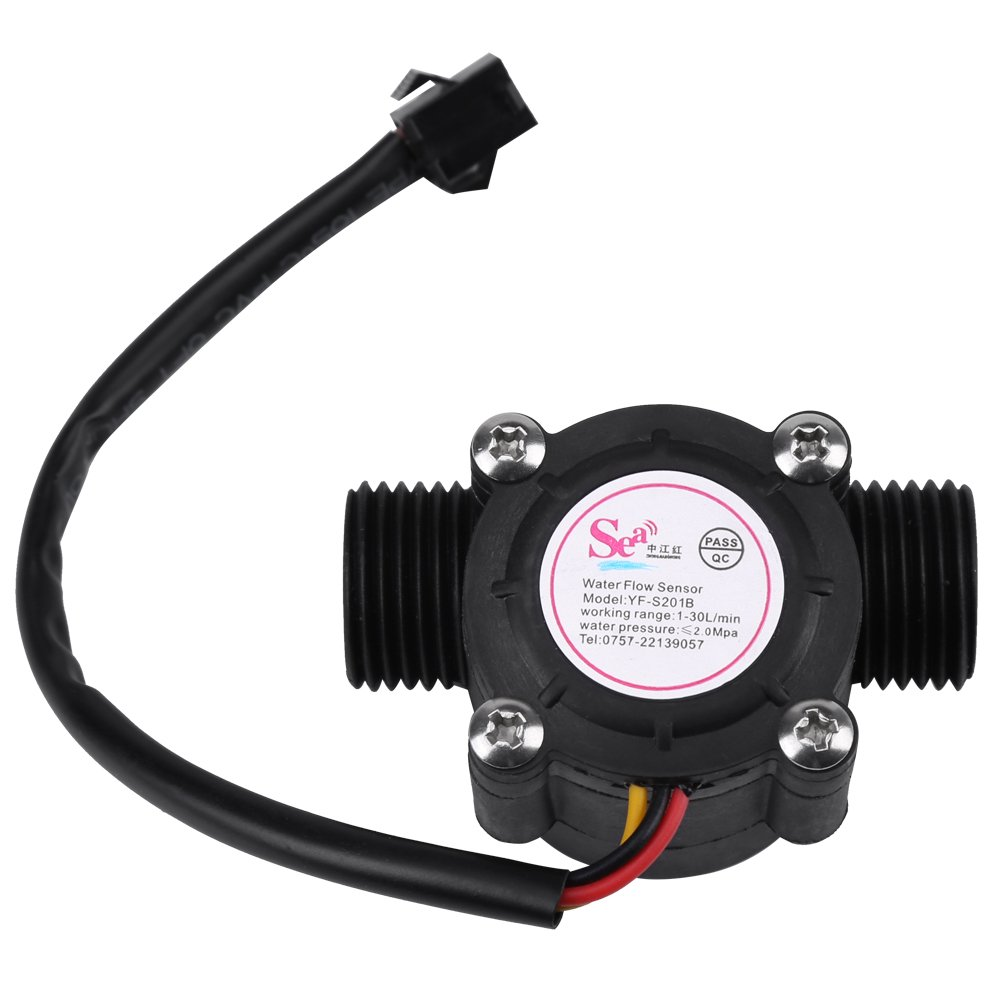 Sea 中江紅
PASS
QC
Water Flow Sensor
Model:YF-S201B
working range:1-30L/min
water pressure:≤2.0Mpa
Tel:0757-22139057